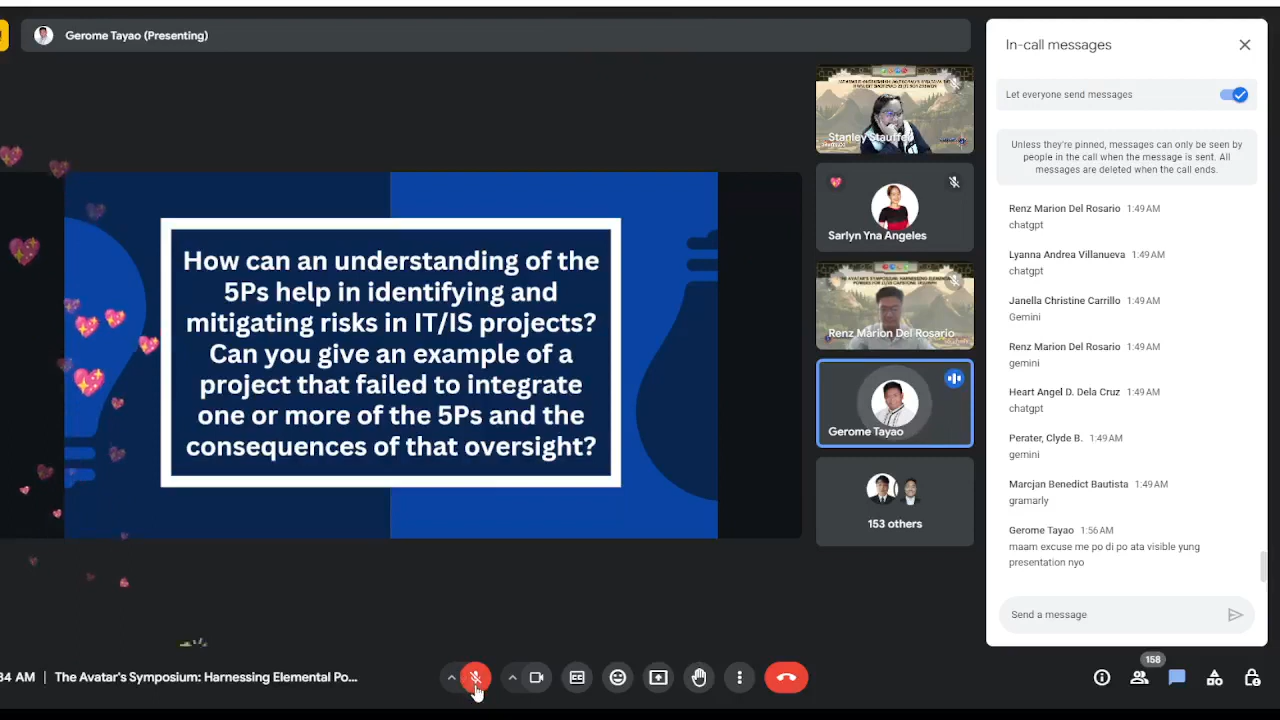 Gerome Tayao (Presenting)
How can an understanding of the
5Ps help in identifying and
mitigating risks in IT/IS projects?
Can you give an example of a
project that failed to integrate
one or more of the 5Ps and the
consequences of that oversight?
Stanley Stauffer
Sarlyn Yna Angeles
Renz Marion Del Rosario
Gerome Tayao
153 others
In-call messages
Let everyone send messages
Unless they're pinned, messages can only be seen by
people in the call when the message is sent. All
messages are deleted when the call ends.
Renz Marion Del Rosario 1:49 AM
chatgpt
Lyanna Andrea Villanueva 1:49 AM
chatgpt
Janella Christine Carrillo 1:49 AM
Gemini
Renz Marion Del Rosario 1:49 AM
gemini
Heart Angel D. Dela Cruz 1:49 AM
chatgpt
Perater, Clyde B. 1:49 AM
gemini
Marcjan Benedict Bautista 1:49 AM
gramarly
Gerome Tayao 1:56 AM
maam excuse me po di po ata visible yung
presentation nyo
Send a message
34 AM | The Avatar's Symposium: Harnessing Elemental Po...
158